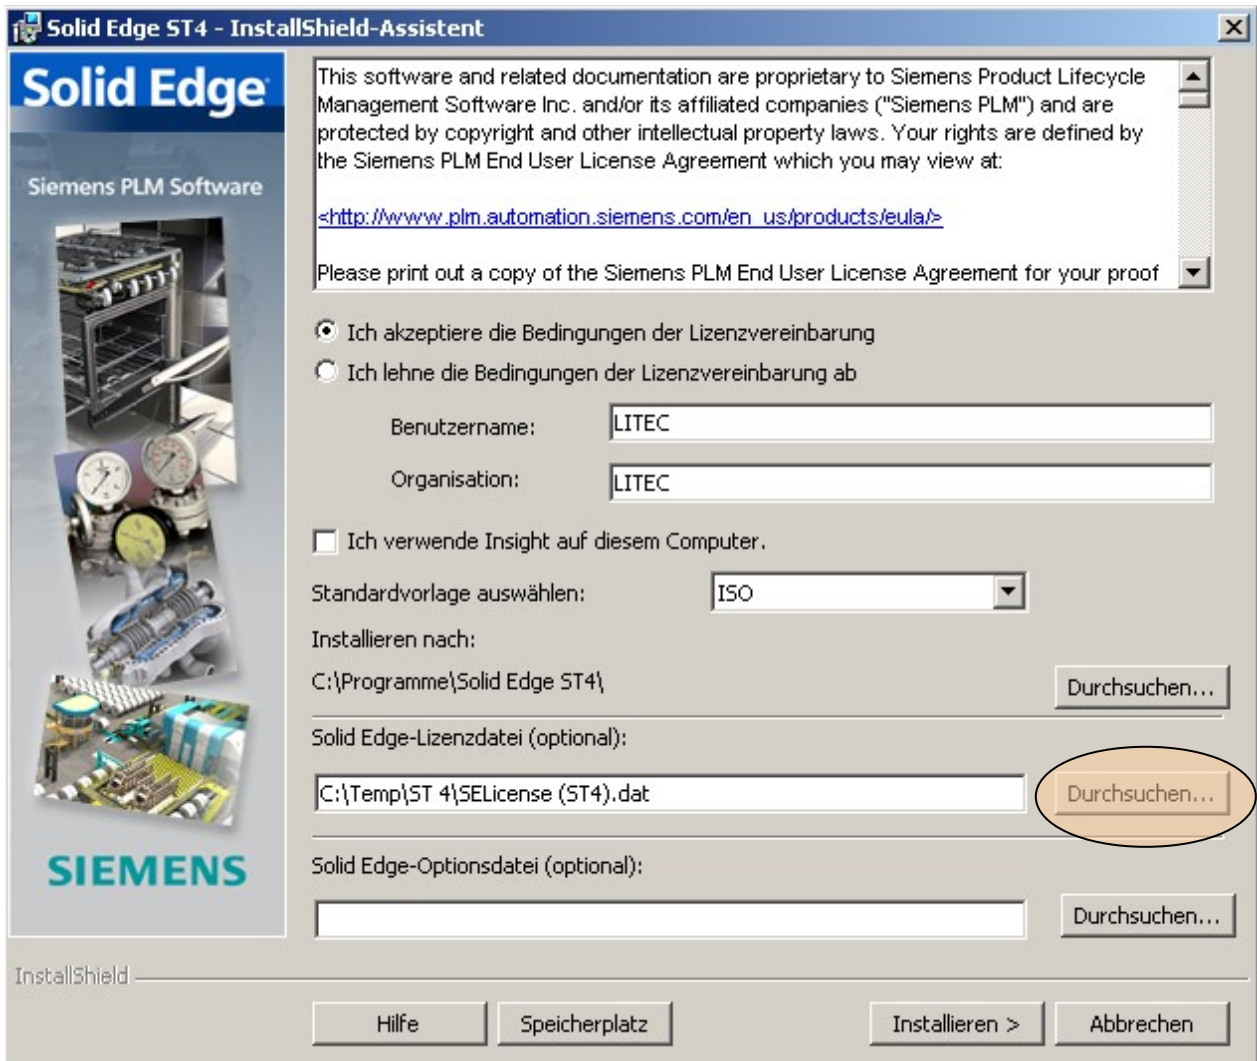 Solid Edge ST4 - InstallShield-Assistent
Solid Edge
Siemens PLM Software
SIEMENS
This software and related documentation are proprietary to Siemens Product Lifecycle
Management Software Inc. and/or its affiliated companies ("Siemens PLM") and are
protected by copyright and other intellectual property laws. Your rights are defined by
the Siemens PLM End User License Agreement which you may view at:
<http://www.plm.automation.siemens.com/en_us/products/eula/>
Please print out a copy of the Siemens PLM End User License Agreement for your proof
Ich akzeptiere die Bedingungen der Lizenzvereinbarung
Ich lehne die Bedingungen der Lizenzvereinbarung ab
Benutzername: LITEC
Organisation: LITEC
Ich verwende Insight auf diesem Computer.
Standardvorlage auswählen: ISO
Installieren nach:
C:\Programme\Solid Edge ST4\ Durchsuchen...
Solid Edge-Lizenzdatei (optional):
C:\Temp\ST 4\SELicense (ST4).dat Durchsuchen...
Solid Edge-Optionsdatei (optional):
Durchsuchen...
InstallShield
Hilfe Speicherplatz Installieren > Abbrechen